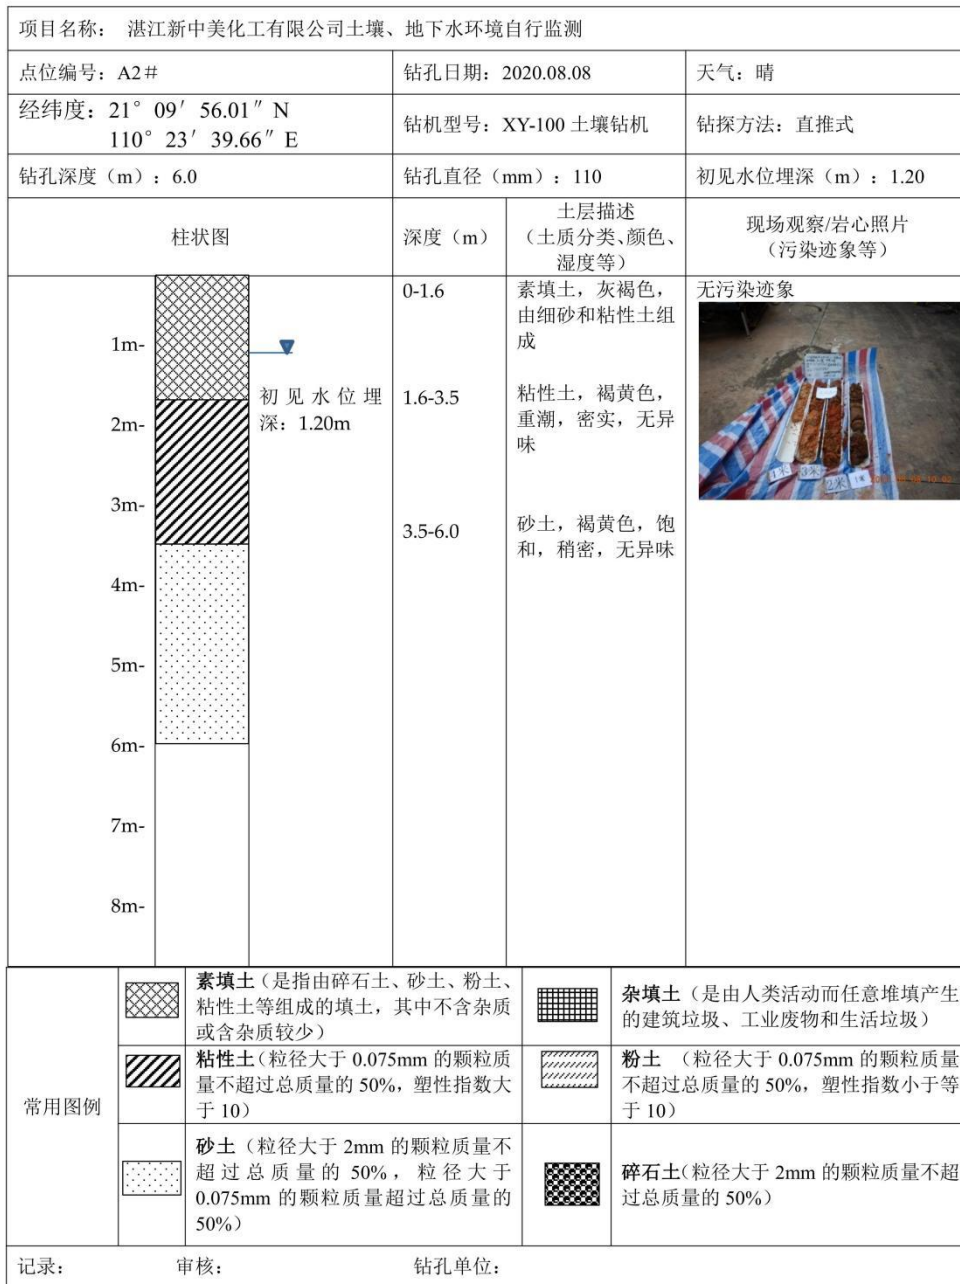 项目名称： 湛江新中美化工有限公司土壤、地下水环境自行监测
点位编号：A2＃
钻孔日期：2020.08.08
天气：晴
经纬度：21° 09′ 56.01″ N
110° 23′ 39.66″ E
钻机型号：XY-100 土壤钻机
钻探方法：直推式
钻孔深度（m）：6.0
钻孔直径（mm）：110
初见水位埋深（m）：1.20
柱状图
深度（m）
土层描述
（土质分类、颜色、
湿度等）
现场观察/岩心照片
（污染迹象等）
1m-
2m-
3m-
4m-
5m-
6m-
7m-
8m-
初见水位埋
深：1.20m
0-1.6
素填土，灰褐色，
由细砂和粘性土组
成
1.6-3.5
粘性土，褐黄色，
重潮，密实，无异
味
3.5-6.0
砂土，褐黄色，饱
和，稍密，无异味
无污染迹象
1米
3米
2米
常用图例
素填土（是指由碎石土、砂土、粉土、
粘性土等组成的填土，其中不含杂质
或含杂质较少）
杂填土（是由人类活动而任意堆填产生
的建筑垃圾、工业废物和生活垃圾）
粘性土（粒径大于 0.075mm 的颗粒质
量不超过总质量的 50%，塑性指数大
于 10）
粉土 （粒径大于 0.075mm 的颗粒质量
不超过总质量的 50%，塑性指数小于等
于 10）
砂土（粒径大于 2mm 的颗粒质量不
超过总质量的 50%，粒径大于
0.075mm 的颗粒质量超过总质量的
50%）
碎石土（粒径大于 2mm 的颗粒质量不超
过总质量的 50%）
记录： 审核： 钻孔单位：